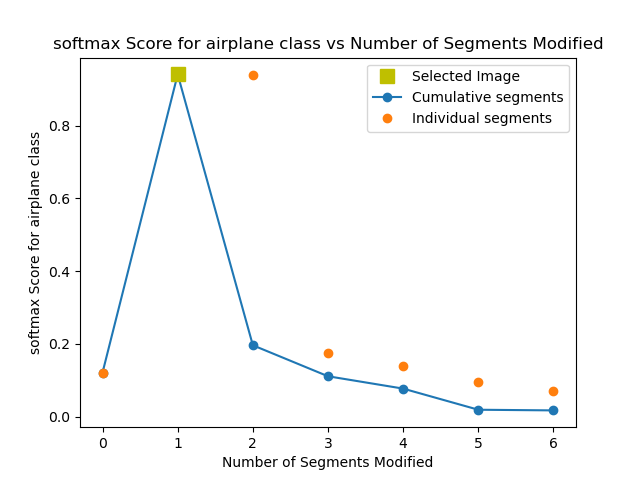 softmax Score for airplane class vs Number of Segments Modified
Selected Image
Cumulative segments
Individual segments
softmax Score for airplane class
0.8
0.6
0.4
0.2
0.0
0 1 2 3 4 5 6
Number of Segments Modified